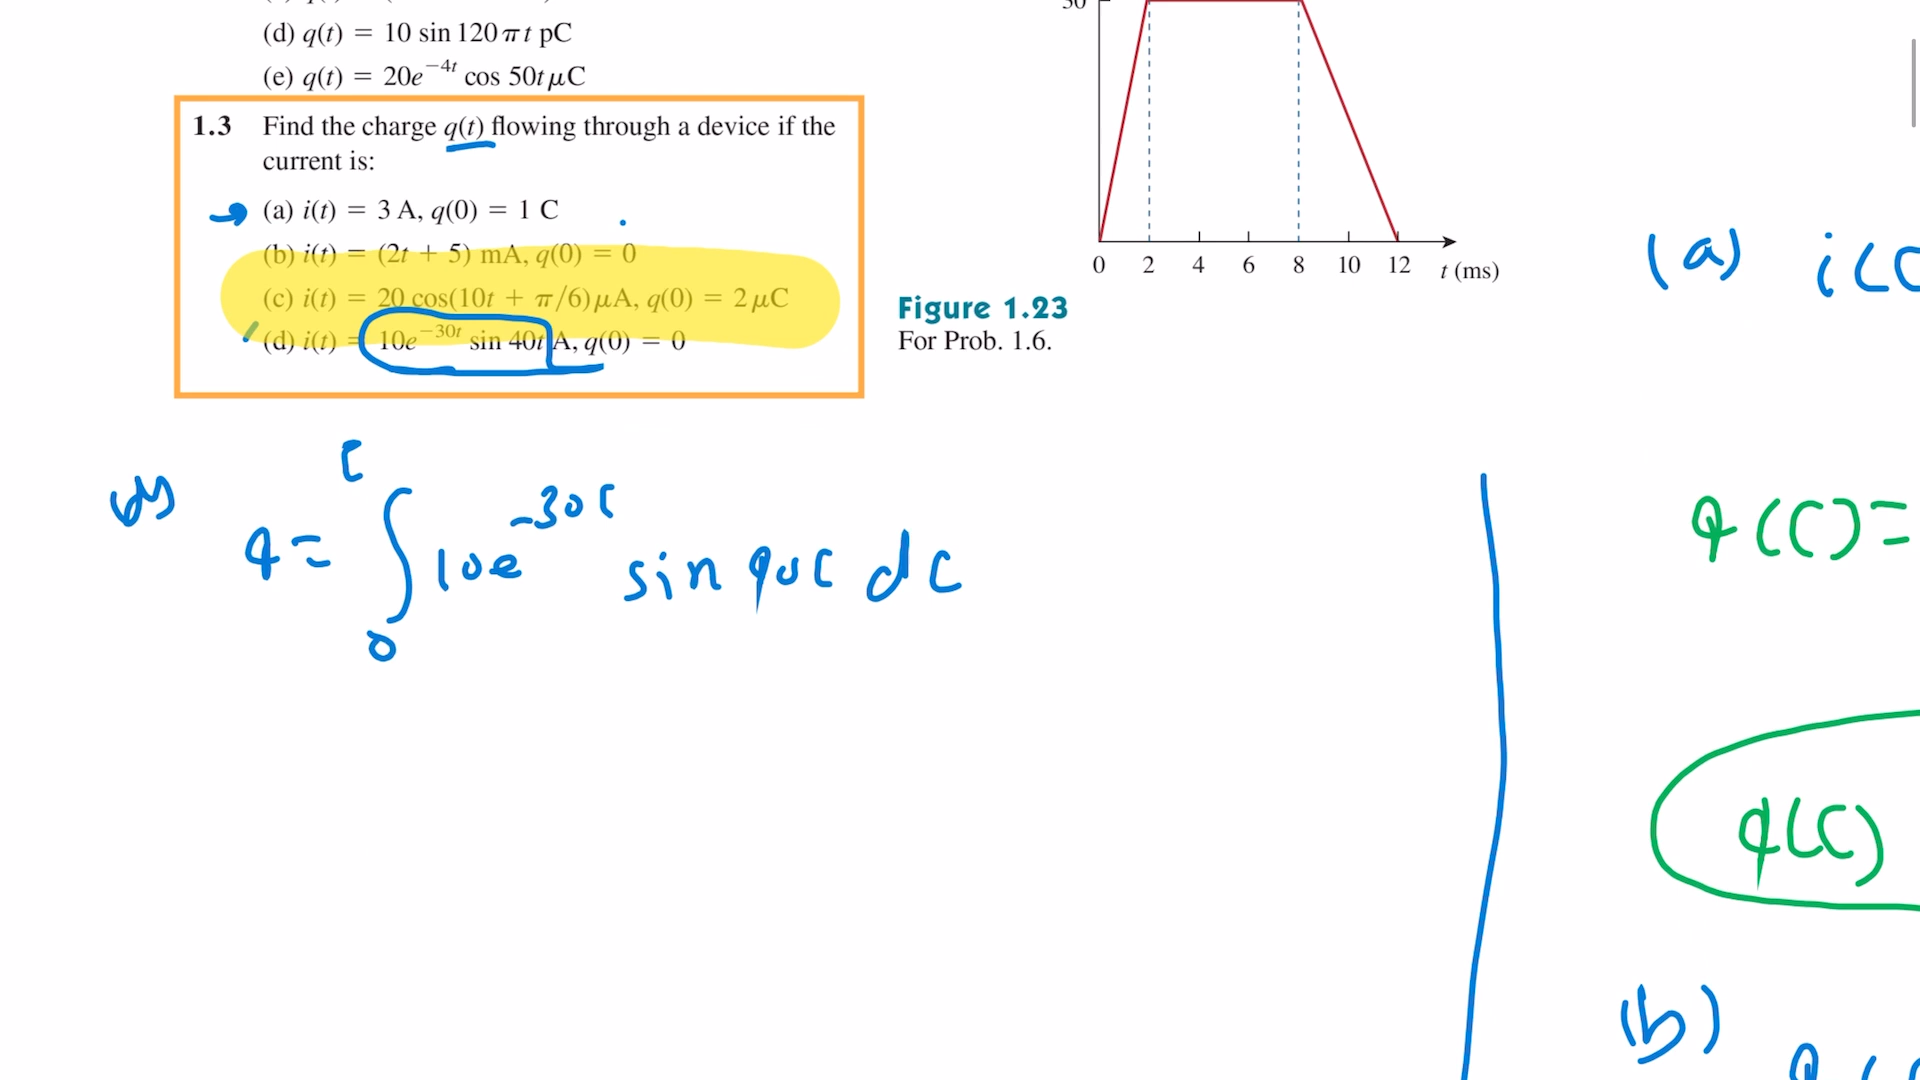 (d) q(t) = 10 sin 120 π t pC
(e) q(t) = 20e^−4t cos 50t μC
1.3 Find the charge q(t) flowing through a device if the
current is:
(a) i(t) = 3 A, q(0) = 1 C
(b) i(t) = (2t + 5) mA, q(0) = 0
(c) i(t) = 20 cos(10t + π/6) μA, q(0) = 2 μC
(d) i(t) = 10e^−30t sin 40t A, q(0) = 0
0 2 4 6 8 10 12 t (ms)
Figure 1.23
For Prob. 1.6.
(d) q = ∫ 0 t 10e^-30t sin 40t dt
(a) i(t
q(t) =
q(t)
(b)